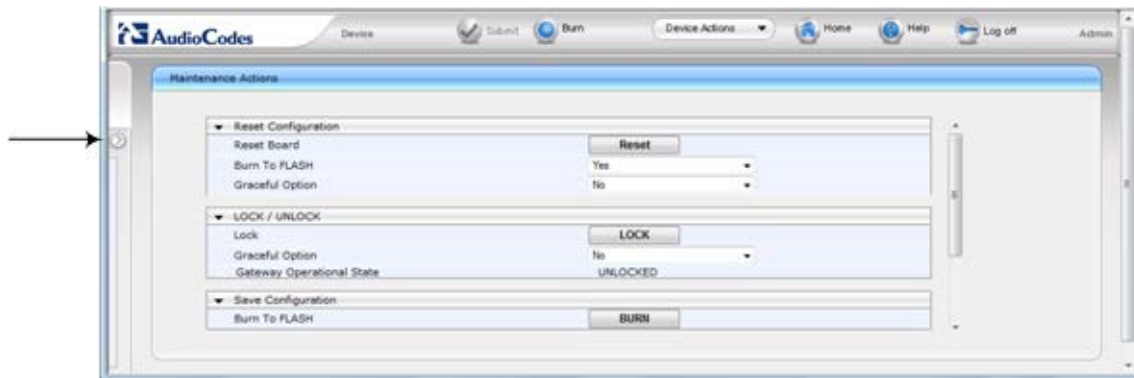 AudioCodes Device Submit Burn Device Actions Home Help Log off Admin
Maintenance Actions
Reset Configuration
Reset Board Reset
Burn To FLASH Yes
Graceful Option No
LOCK / UNLOCK
Lock LOCK
Graceful Option No
Gateway Operational State UNLOCKED
Save Configuration
Burn To FLASH BURN